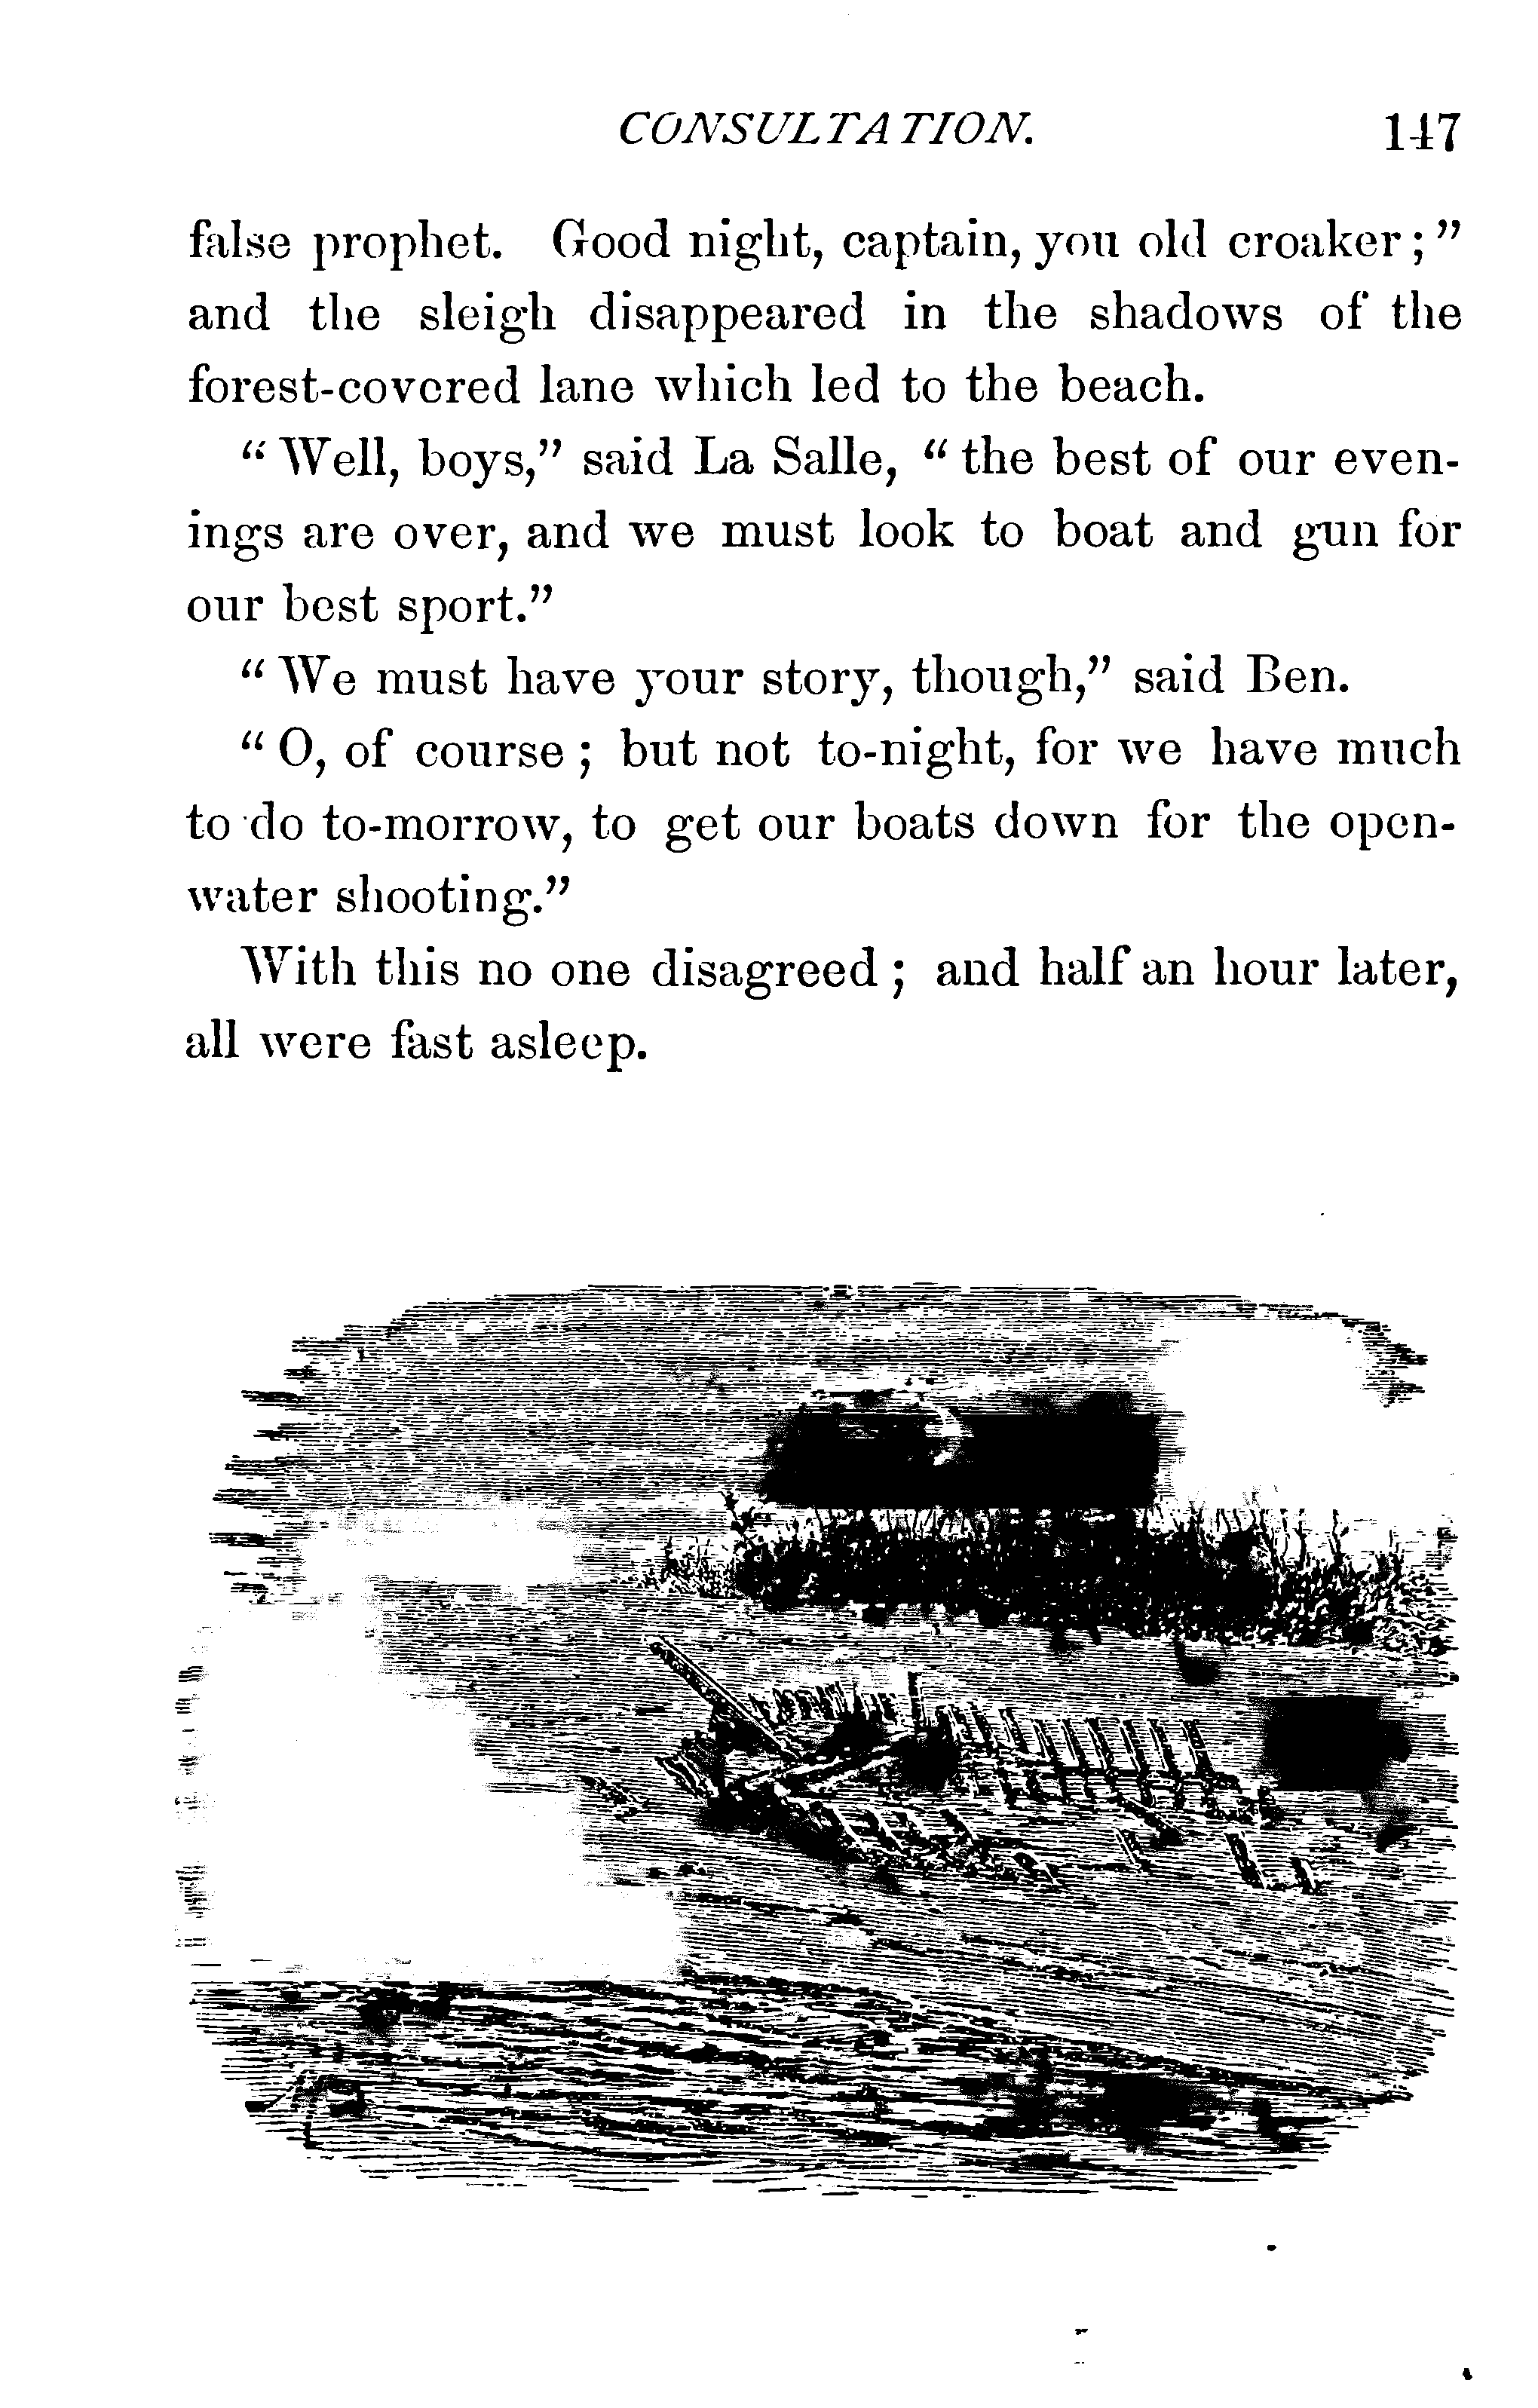 CONSULTATION. 147
false prophet. Good night, captain, you old croaker;”
and the sleigh disappeared in the shadows of the
forest-covered lane which led to the beach.
“Well, boys,” said La Salle, “the best of our even-
ings are over, and we must look to boat and gun for
our best sport.”
“We must have your story, though,” said Ben.
“O, of course; but not to-night, for we have much
to do to-morrow, to get our boats down for the open-
water shooting.”
With this no one disagreed; and half an hour later,
all were fast asleep.